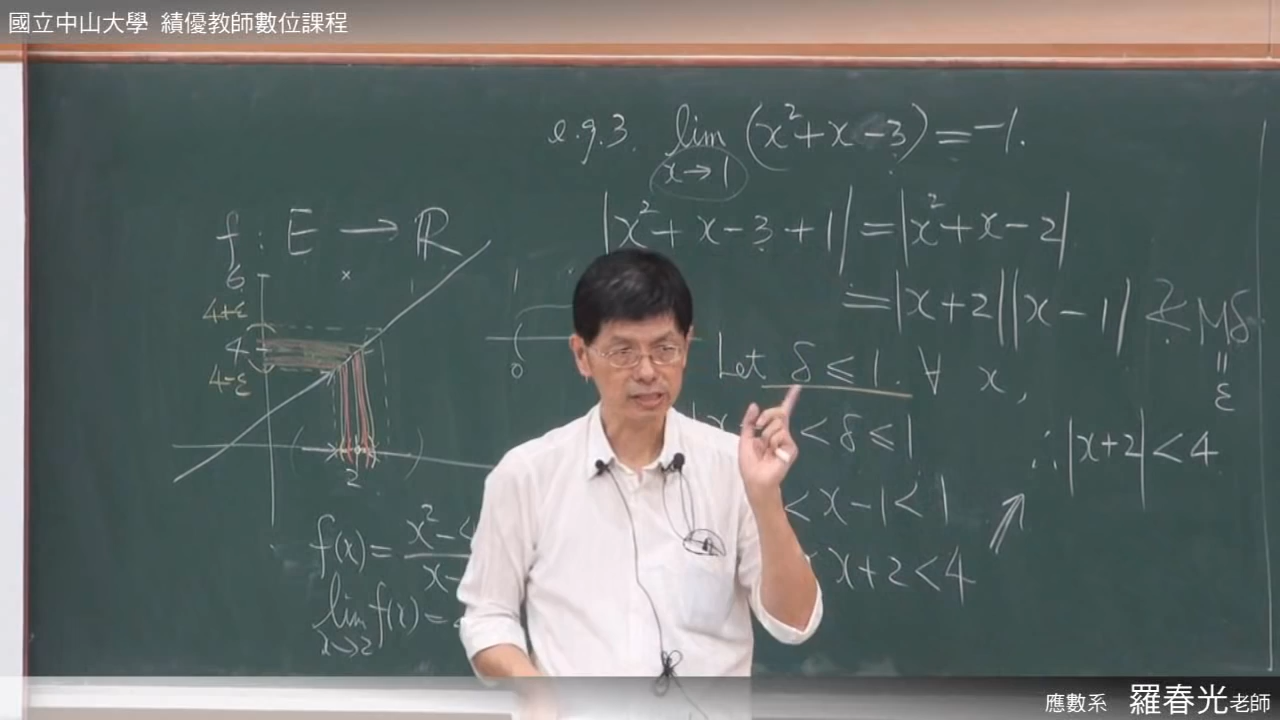 國立中山大學 績優教師數位課程
e.g.3. lim (x²+x-3)=-1.
x→1
|x²+x-3+1|=|x²+x-2|
=|x+2||x-1| < Mδ
=
ε
Let δ≤1. ∀ x,
<δ≤1
<x-1<1
x+2<4
∴|x+2|<4
f: E → ℝ
6
4+ε
4
4-ε
2
1
0
f(x)= x²-
x-
lim f(x)=
x→2
應數系 羅春光老師